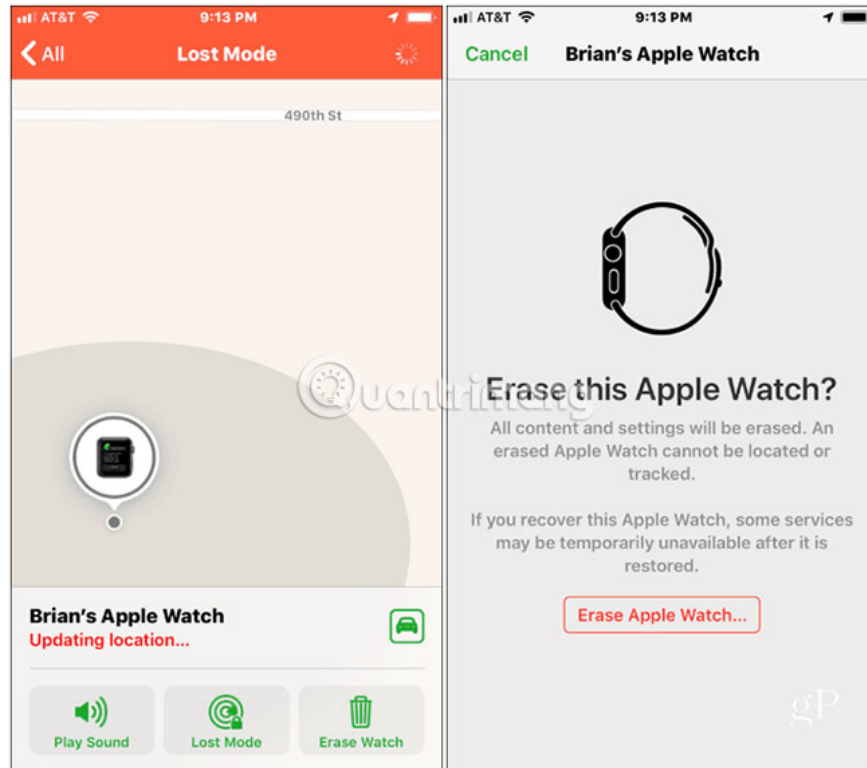 AT&T 9:13 PM
All Lost Mode
490th St
Brian's Apple Watch
Updating location...
Play Sound Lost Mode Erase Watch
AT&T 9:13 PM
Cancel Brian's Apple Watch
Erase this Apple Watch?
All content and settings will be erased. An
erased Apple Watch cannot be located or
tracked.
If you recover this Apple Watch, some services
may be temporarily unavailable after it is
restored.
Erase Apple Watch...
Quantrimang
gP